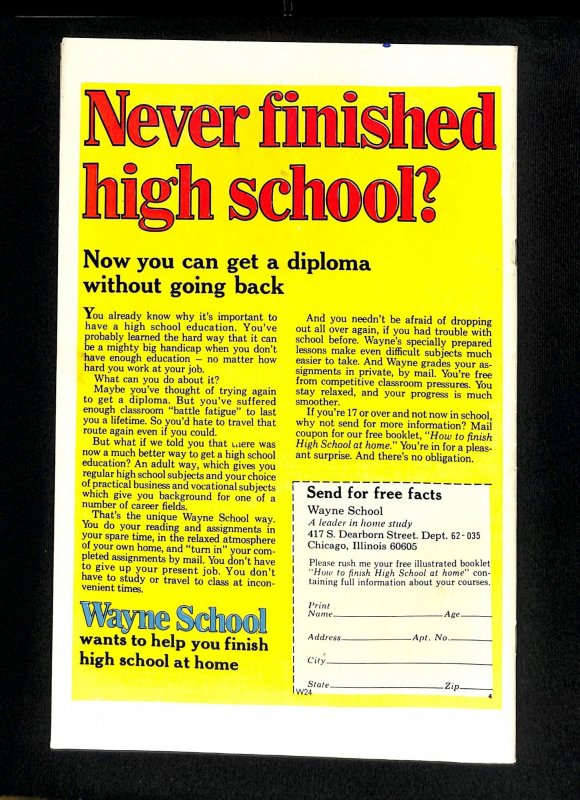 Never finished
high school?
Now you can get a diploma
without going back
You already know why it's important to
have a high school education. You've
probably learned the hard way that it can
be a mighty big handicap when you don't
have enough education – no matter how
hard you work at your job.
What can you do about it?
Maybe you've thought of trying again
to get a diploma. But you've suffered
enough classroom "battle fatigue" to last
you a lifetime. So you'd hate to travel that
route again even if you could.
But what if we told you that there was
now a much better way to get a high school
education? An adult way, which gives you
regular high school subjects and your choice
of practical business and vocational subjects
which give you background for one of a
number of career fields.
That's the unique Wayne School way.
You do your reading and assignments in
your spare time, in the relaxed atmosphere
of your own home, and "turn in" your com-
pleted assignments by mail. You don't have
to give up your present job. You don't
have to study or travel to class at incon-
venient times.
Wayne School
wants to help you finish
high school at home
And you needn't be afraid of dropping
out all over again, if you had trouble with
school before. Wayne's specially prepared
lessons make even difficult subjects much
easier to take. And Wayne grades your as-
signments in private, by mail. You're free
from competitive classroom pressures. You
stay relaxed, and your progress is much
smoother.
If you're 17 or over and not now in school,
why not send for more information? Mail
coupon for our free booklet, "How to finish
High School at home." You're in for a pleas-
ant surprise. And there's no obligation.
Send for free facts
Wayne School
A leader in home study
417 S. Dearborn Street. Dept. 62-035
Chicago, Illinois 60605
Please rush me your free illustrated booklet
"How to finish High School at home" con-
taining full information about your courses.
Print
Name Age
Address Apt. No.
City
State Zip
W24 4